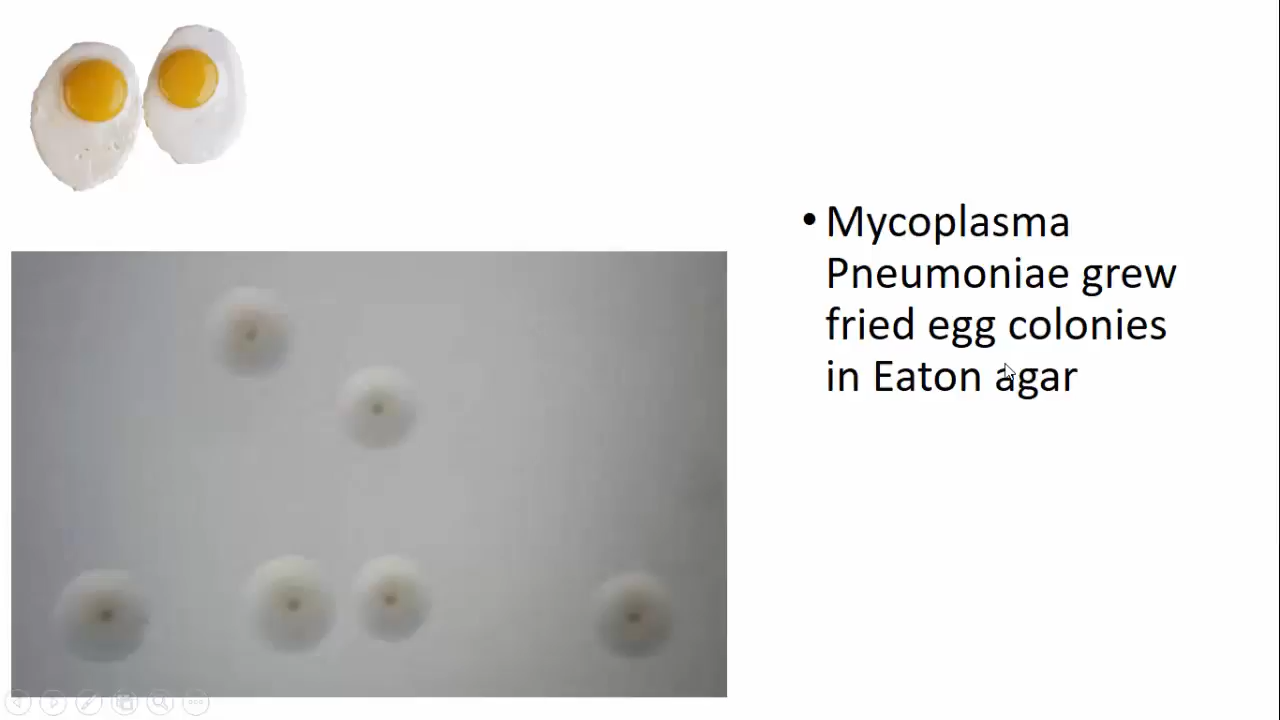 • Mycoplasma
Pneumoniae grew
fried egg colonies
in Eaton agar